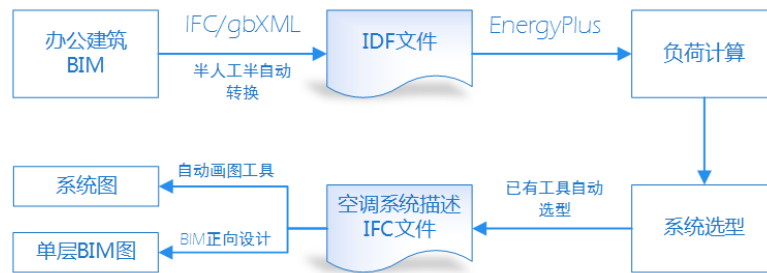 办公建筑
BIM
IFC/gbXML
半人工半自动
转换
IDF文件
EnergyPlus
负荷计算
系统图
自动画图工具
空调系统描述
IFC文件
已有工具自动
选型
系统选型
单层BIM图
BIM正向设计